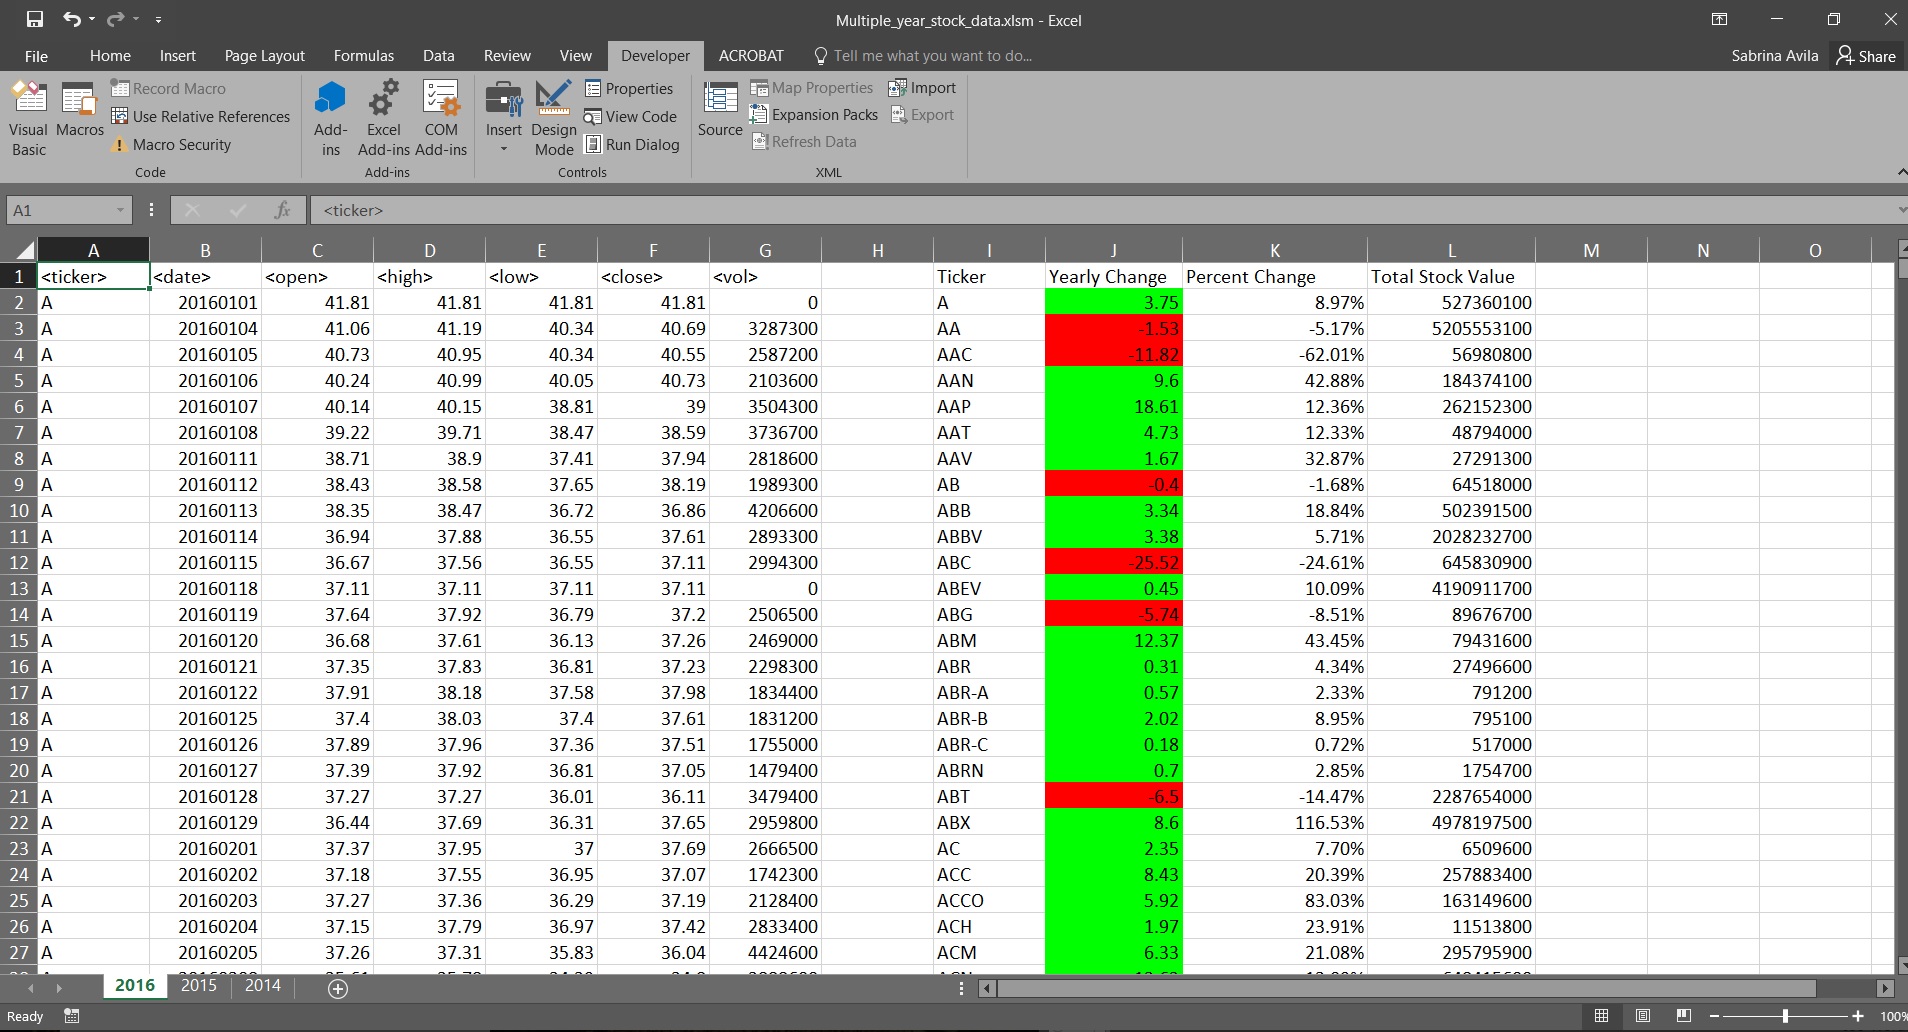 Multiple_year_stock_data.xlsm - Excel
File Home Insert Page Layout Formulas Data Review View Developer ACROBAT Tell me what you want to do... Sabrina Avila Share
Visual Basic
Macros
Record Macro
Use Relative References
Macro Security
Code
Add-ins
Excel Add-ins
COM Add-ins
Add-ins
Insert
Design Mode
Properties
View Code
Run Dialog
Controls
Source
Map Properties
Expansion Packs
Refresh Data
Import
Export
XML
A1 fx <ticker>
A B C D E F G H I J K L M N O
1 <ticker> <date> <open> <high> <low> <close> <vol> Ticker Yearly Change Percent Change Total Stock Value
2 A 20160101 41.81 41.81 41.81 41.81 0 A 3.75 8.97% 527360100
3 A 20160104 41.06 41.19 40.34 40.69 3287300 AA -1.53 -5.17% 5205553100
4 A 20160105 40.73 40.95 40.34 40.55 2587200 AAC -11.82 -62.01% 56980800
5 A 20160106 40.24 40.99 40.05 40.73 2103600 AAN 9.6 42.88% 184374100
6 A 20160107 40.14 40.15 38.81 39 3504300 AAP 18.61 12.36% 262152300
7 A 20160108 39.22 39.71 38.47 38.59 3736700 AAT 4.73 12.33% 48794000
8 A 20160111 38.71 38.9 37.41 37.94 2818600 AAV 1.67 32.87% 27291300
9 A 20160112 38.43 38.58 37.65 38.19 1989300 AB -0.4 -1.68% 64518000
10 A 20160113 38.35 38.47 36.72 36.86 4206600 ABB 3.34 18.84% 502391500
11 A 20160114 36.94 37.88 36.55 37.61 2893300 ABBV 3.38 5.71% 2028232700
12 A 20160115 36.67 37.56 36.55 37.11 2994300 ABC -25.52 -24.61% 645830900
13 A 20160118 37.11 37.11 37.11 37.11 0 ABEV 0.45 10.09% 4190911700
14 A 20160119 37.64 37.92 36.79 37.2 2506500 ABG -5.74 -8.51% 89676700
15 A 20160120 36.68 37.61 36.13 37.26 2469000 ABM 12.37 43.45% 79431600
16 A 20160121 37.35 37.83 36.81 37.23 2298300 ABR 0.31 4.34% 27496600
17 A 20160122 37.91 38.18 37.58 37.98 1834400 ABR-A 0.57 2.33% 791200
18 A 20160125 37.4 38.03 37.4 37.61 1831200 ABR-B 2.02 8.95% 795100
19 A 20160126 37.89 37.96 37.36 37.51 1755000 ABR-C 0.18 0.72% 517000
20 A 20160127 37.39 37.92 36.81 37.05 1479400 ABRN 0.7 2.85% 1754700
21 A 20160128 37.27 37.27 36.01 36.11 3479400 ABT -6.5 -14.47% 2287654000
22 A 20160129 36.44 37.69 36.31 37.65 2959800 ABX 8.6 116.53% 4978197500
23 A 20160201 37.37 37.95 37 37.69 2666500 AC 2.35 7.70% 6509600
24 A 20160202 37.18 37.55 36.95 37.07 1742300 ACC 8.43 20.39% 257883400
25 A 20160203 37.27 37.36 36.29 37.19 2128400 ACCO 5.92 83.03% 163149600
26 A 20160204 37.15 37.79 36.97 37.42 2833400 ACH 1.97 23.91% 11513800
27 A 20160205 37.26 37.31 35.83 36.04 4424600 ACM 6.33 21.08% 295795900
2016 2015 2014
Ready 100%